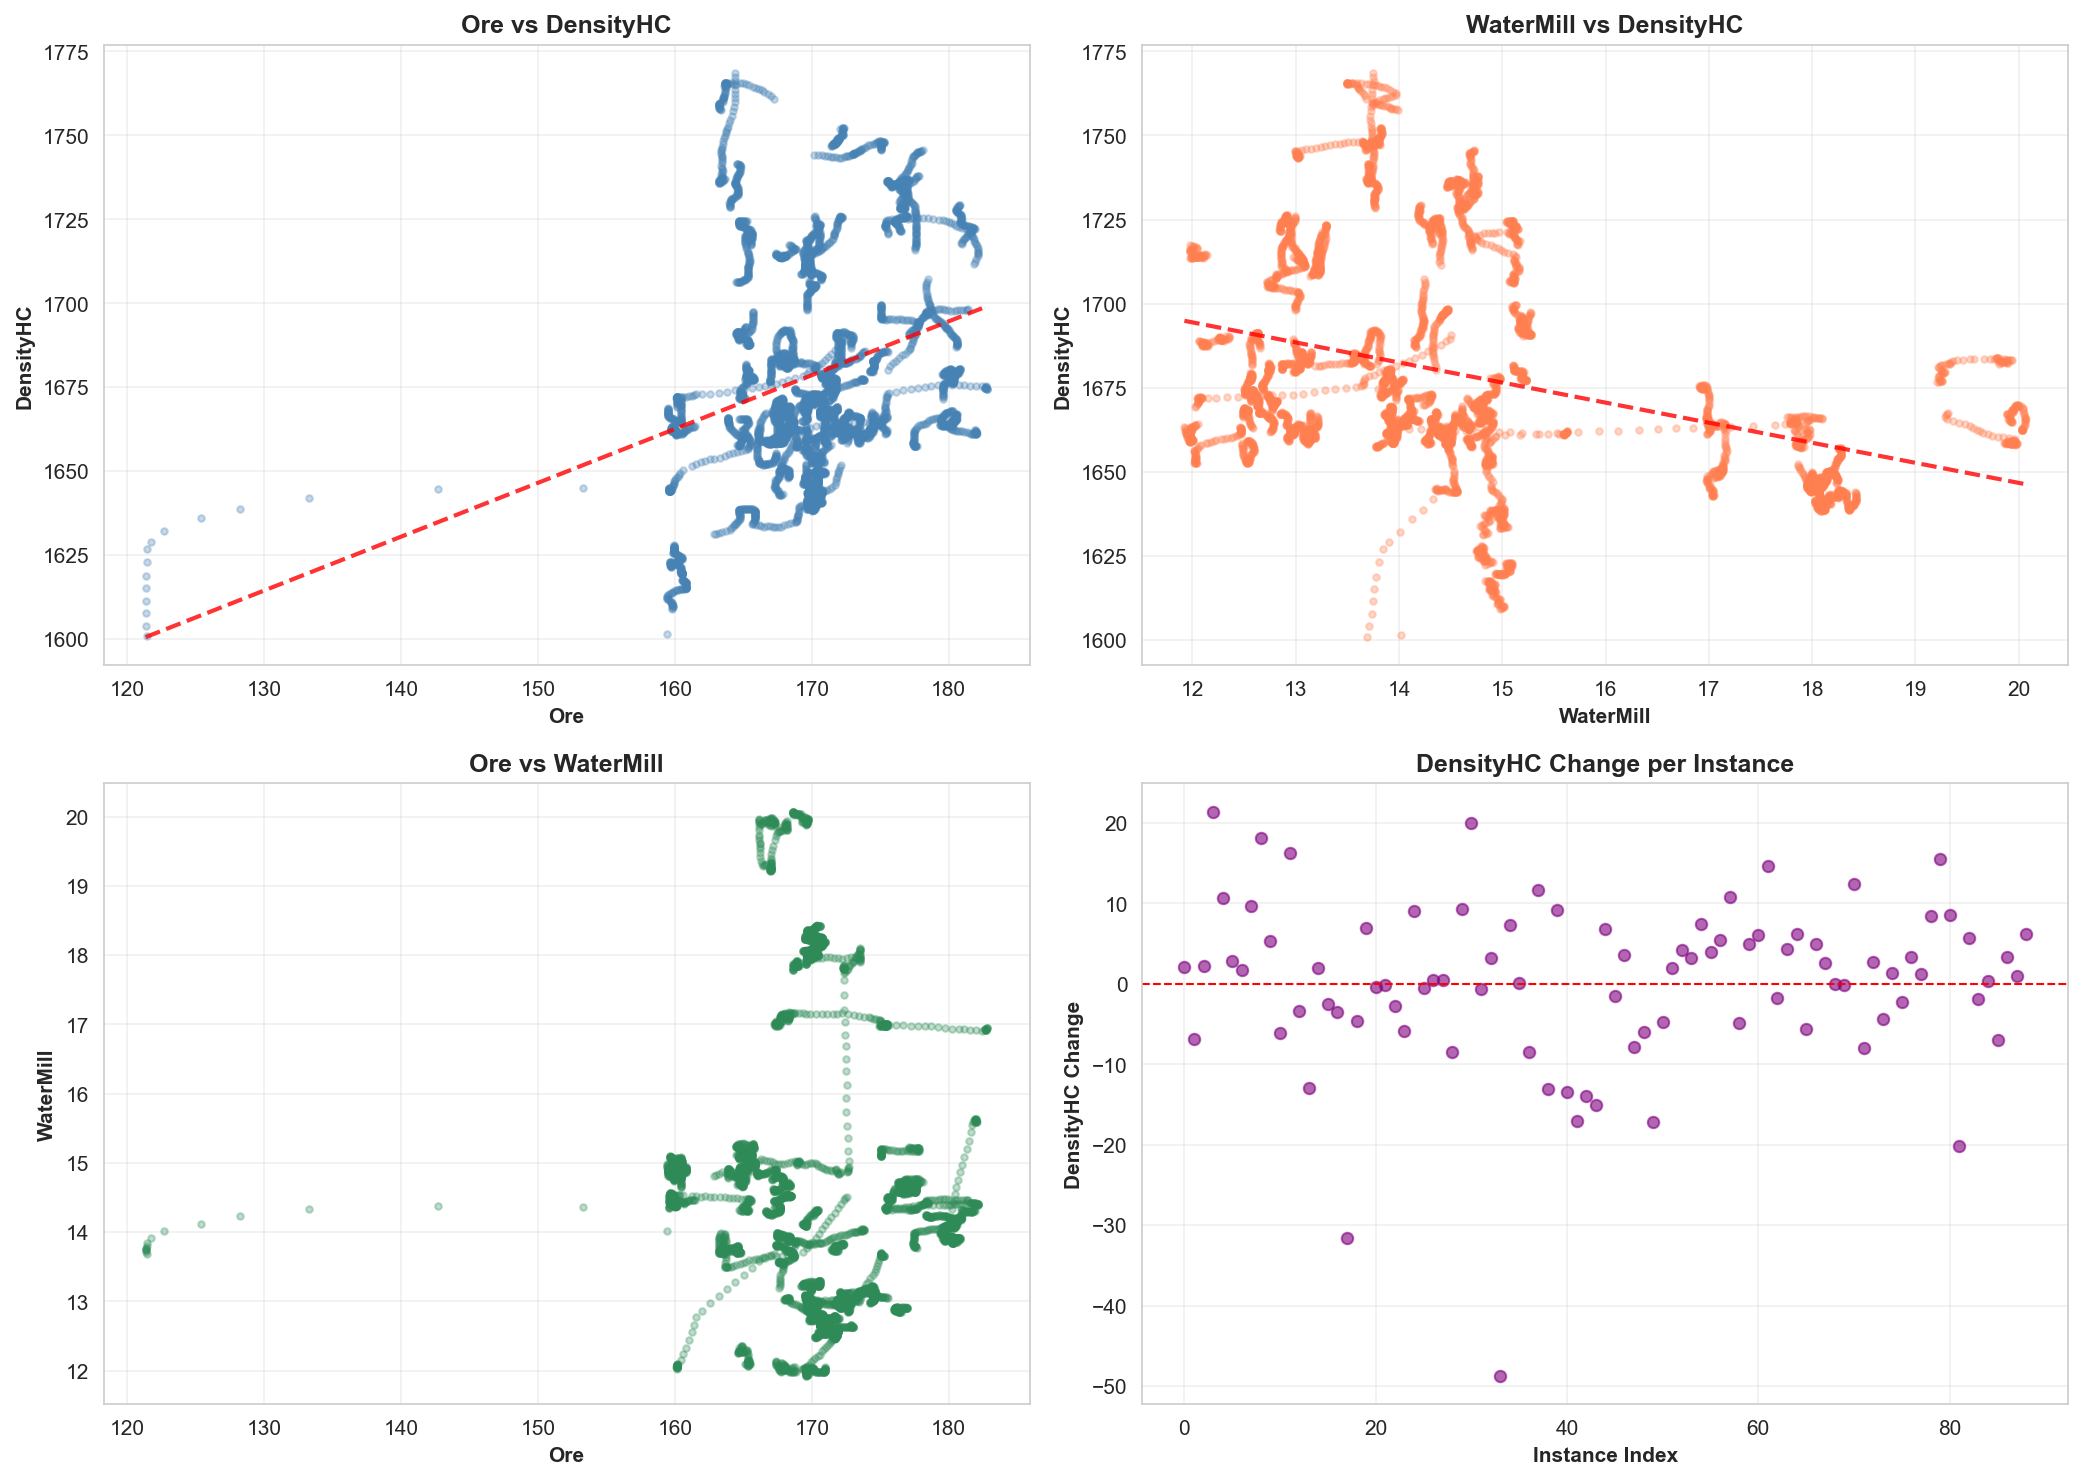 Ore vs DensityHC
1775
1750
1725
1700
1675
1650
1625
1600
DensityHC
120 130 140 150 160 170 180
Ore
WaterMill vs DensityHC
1775
1750
1725
1700
1675
1650
1625
1600
DensityHC
12 13 14 15 16 17 18 19 20
WaterMill
Ore vs WaterMill
20
19
18
17
16
15
14
13
12
WaterMill
120 130 140 150 160 170 180
Ore
DensityHC Change per Instance
20
10
0
−10
−20
−30
−40
−50
DensityHC Change
0 20 40 60 80
Instance Index